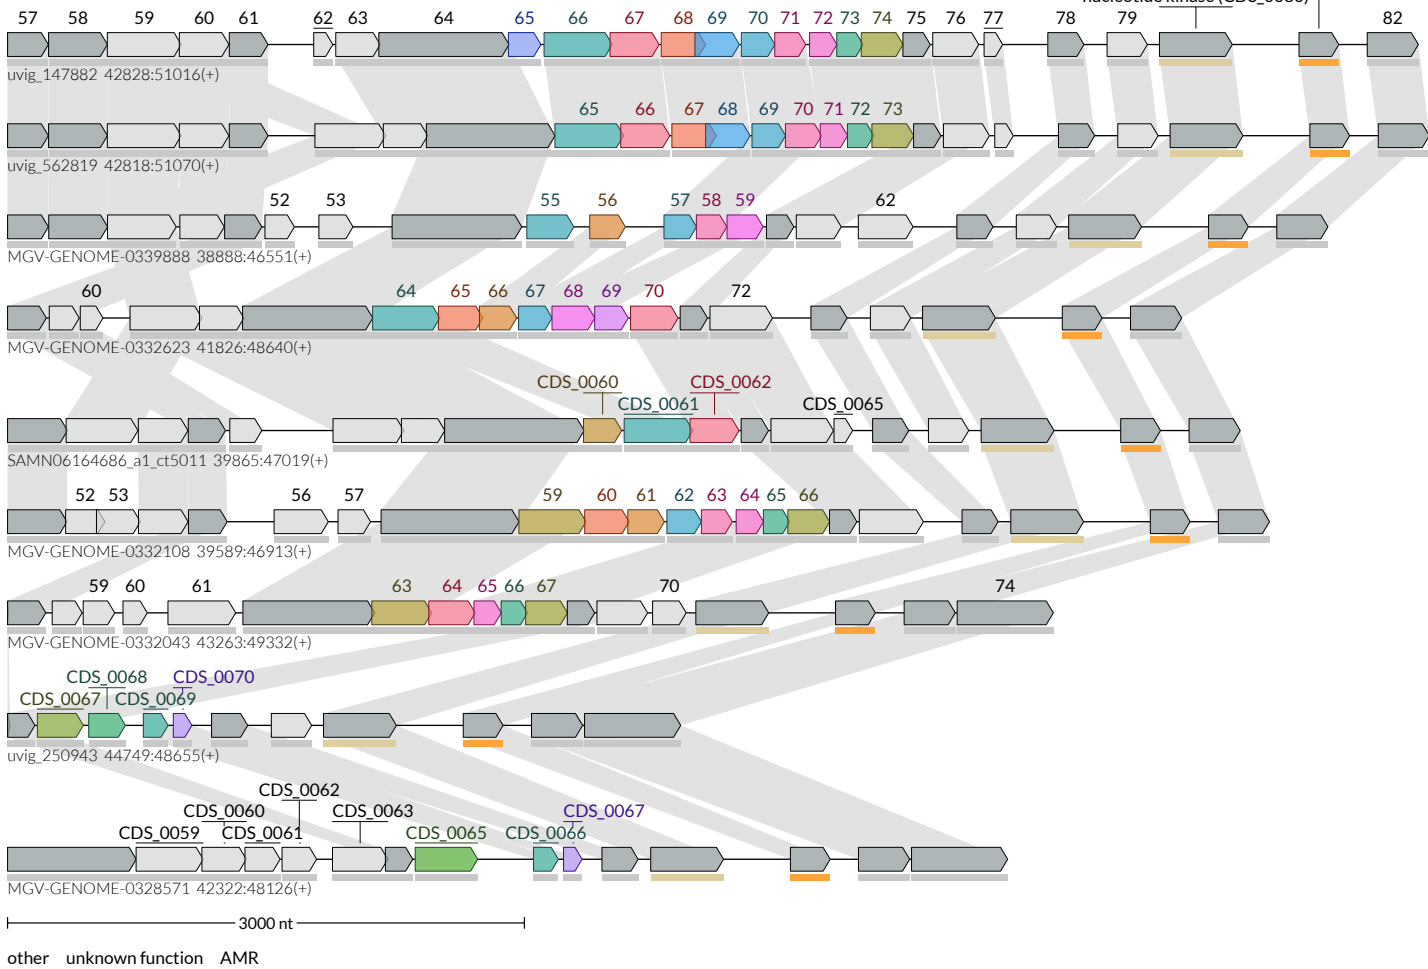 nucleotide kinase (CDS_0080)
57 58 59 60 61 62 63 64 65 66 67 68 69 70 71 72 73 74 75 76 77 78 79 82
uvig_147882 42828:51016(+)
65 66 67 68 69 70 71 72 73
uvig_562819 42818:51070(+)
52 53 55 56 57 58 59 62
MGV-GENOME-0339888 38888:46551(+)
60 64 65 66 67 68 69 70 72
MGV-GENOME-0332623 41826:48640(+)
CDS_0060 CDS_0062
CDS_0061 CDS_0065
SAMN06164686_a1_ct5011 39865:47019(+)
52 53 56 57 59 60 61 62 63 64 65 66
MGV-GENOME-0332108 39589:46913(+)
59 60 61 63 64 65 66 67 70 74
MGV-GENOME-0332043 43263:49332(+)
CDS_0068 CDS_0070
CDS_0067 CDS_0069
uvig_250943 44749:48655(+)
CDS_0062
CDS_0060 CDS_0063 CDS_0067
CDS_0059 CDS_0061 CDS_0065 CDS_0066
MGV-GENOME-0328571 42322:48126(+)
3000 nt
other unknown function AMR